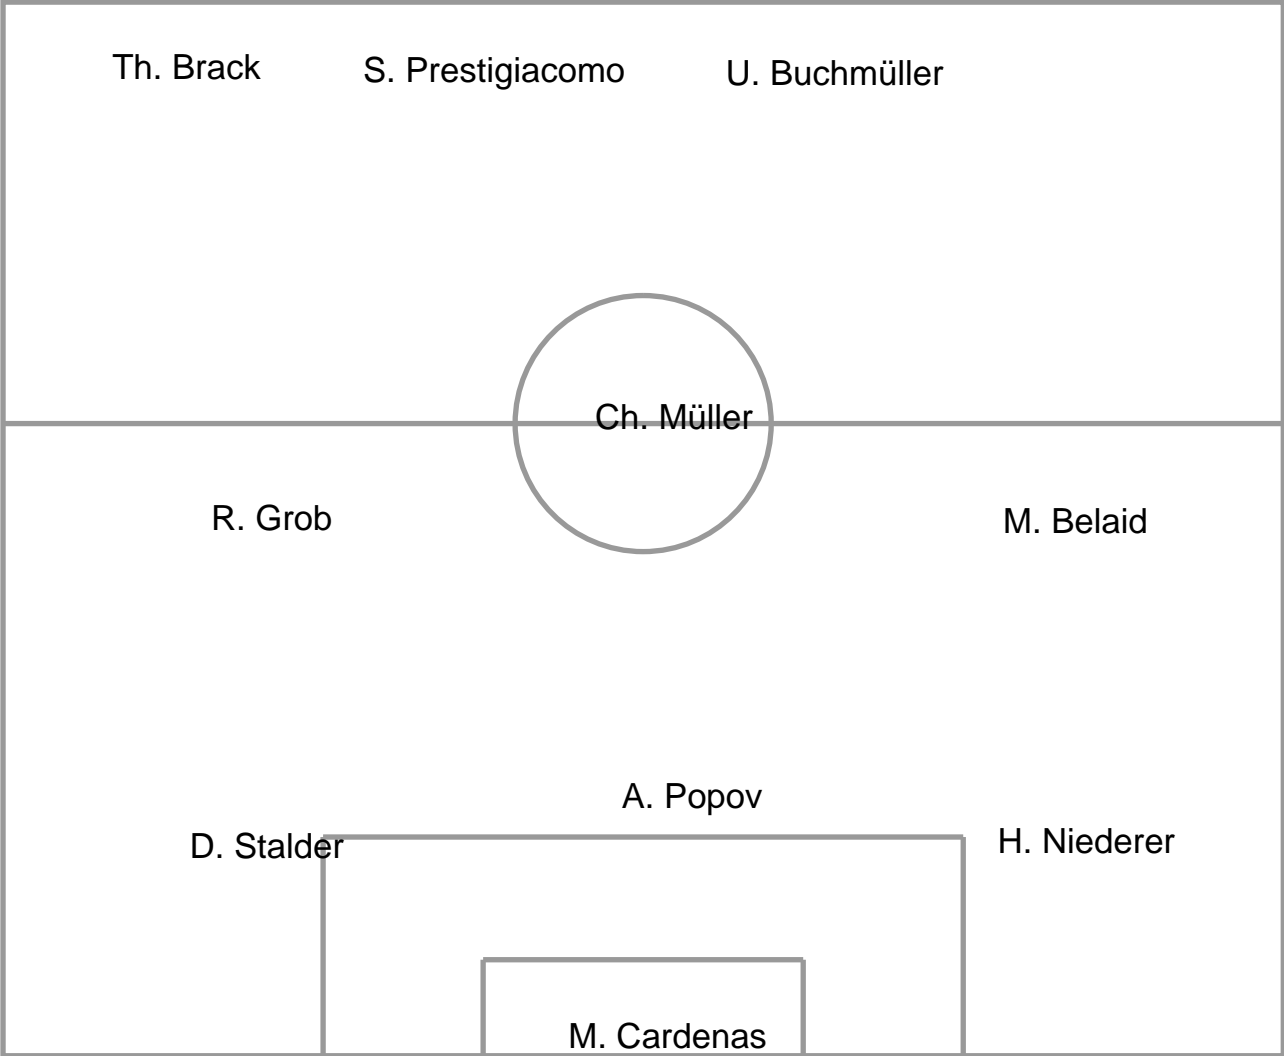 Th. Brack
S. Prestigiacomo
U. Buchmüller
Ch. Müller
R. Grob
M. Belaid
A. Popov
D. Stalder
H. Niederer
M. Cardenas